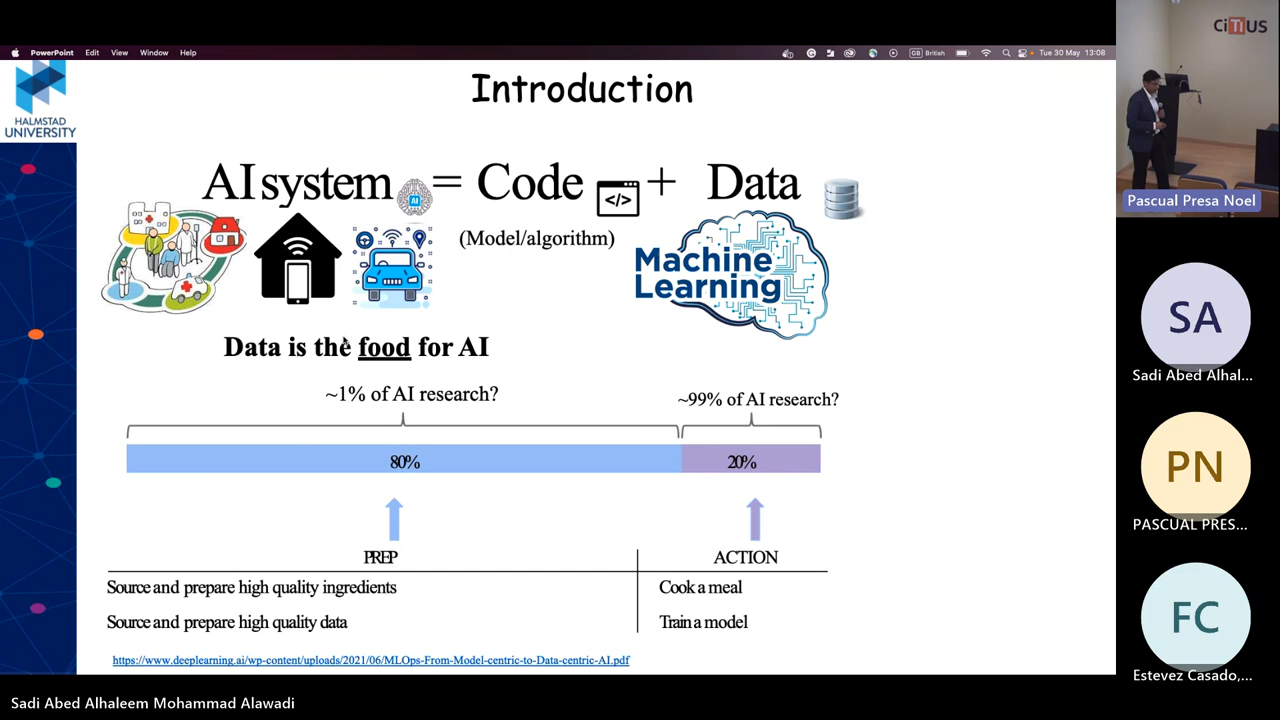 PowerPoint Edit View Window Help
GB British
Tue 30 May 13:08
HALMSTAD
UNIVERSITY
Introduction
AI system = Code + Data
AI
</>
(Model/algorithm)
Machine
Learning
Data is the food for AI
~1% of AI research?
~99% of AI research?
80%
20%
PREP
ACTION
Source and prepare high quality ingredients
Cook a meal
Source and prepare high quality data
Train a model
https://www.deeplearning.ai/wp-content/uploads/2021/06/MLOps-From-Model-centric-to-Data-centric-AI.pdf
CiTIUS
Pascual Presa Noel
SA
Sadi Abed Alhal...
PN
PASCUAL PRES...
FC
Estevez Casado,...
Sadi Abed Alhaleem Mohammad Alawadi